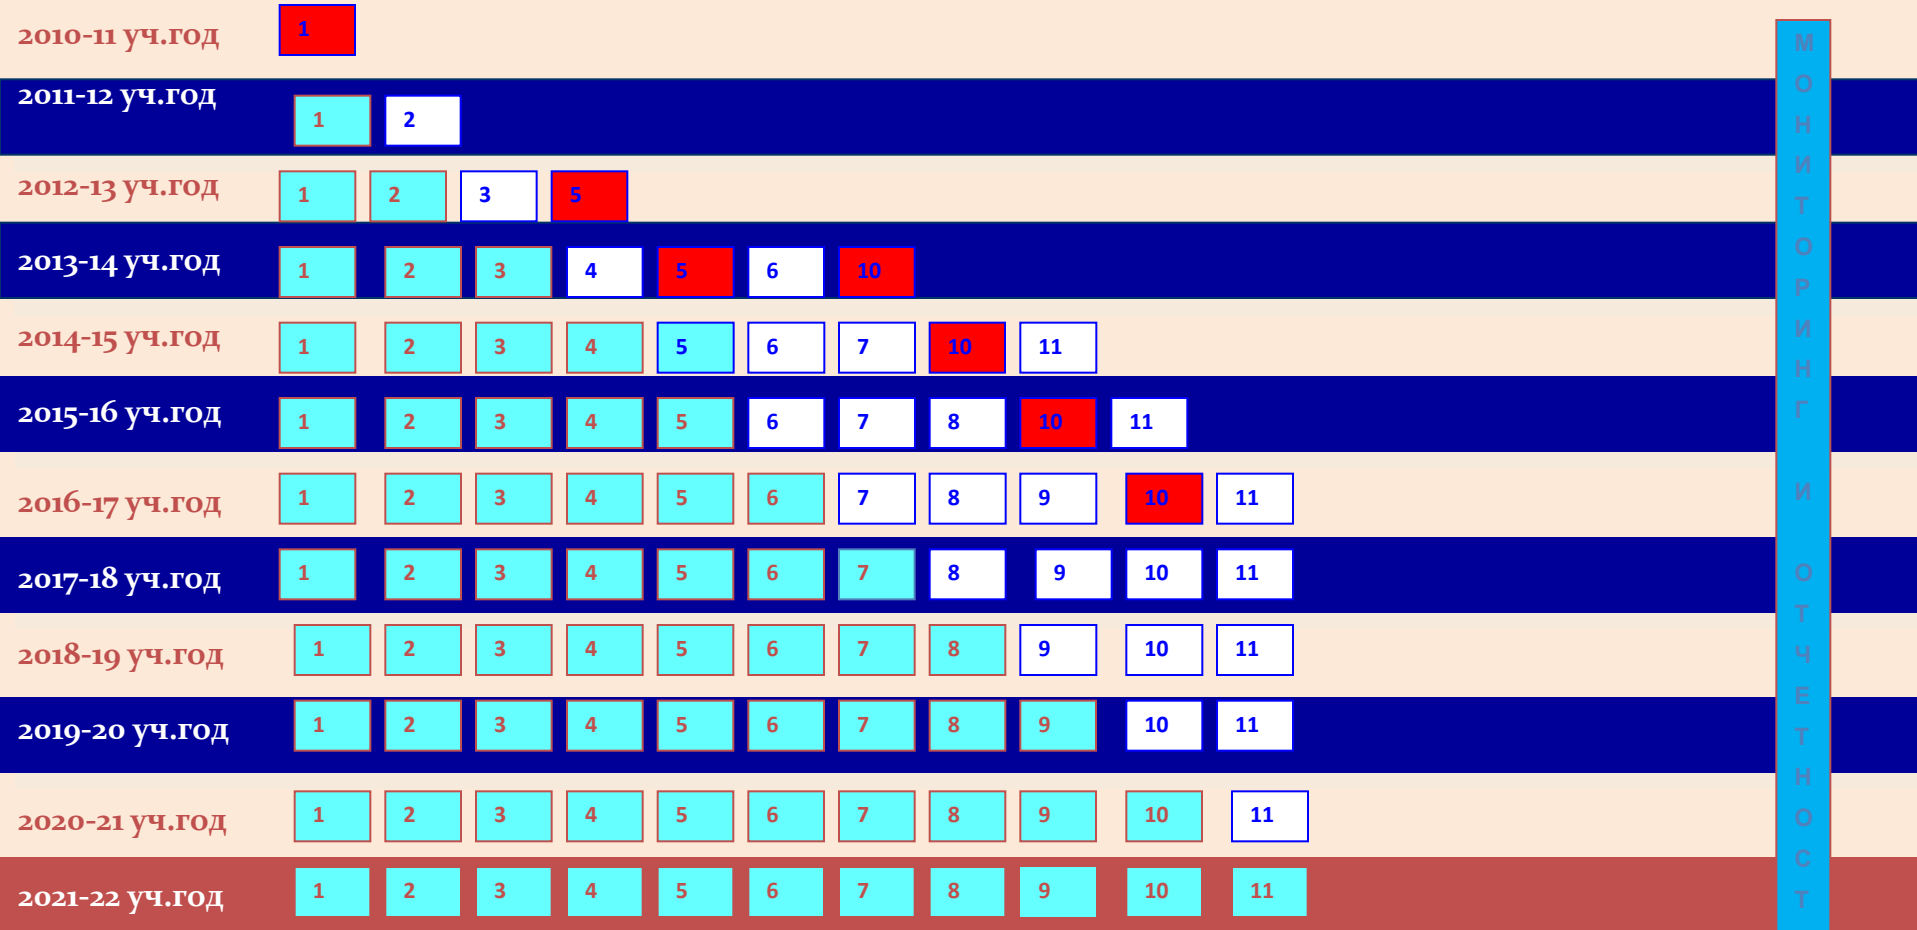 2010-11 уч.год 1
2011-12 уч.год 1 2
2012-13 уч.год 1 2 3 5
2013-14 уч.год 1 2 3 4 5 6 10
2014-15 уч.год 1 2 3 4 5 6 7 10 11
2015-16 уч.год 1 2 3 4 5 6 7 8 10 11
2016-17 уч.год 1 2 3 4 5 6 7 8 9 10 11
2017-18 уч.год 1 2 3 4 5 6 7 8 9 10 11
2018-19 уч.год 1 2 3 4 5 6 7 8 9 10 11
2019-20 уч.год 1 2 3 4 5 6 7 8 9 10 11
2020-21 уч.год 1 2 3 4 5 6 7 8 9 10 11
2021-22 уч.год 1 2 3 4 5 6 7 8 9 10 11
МОНИТОРИНГ И ОТЧЕТНОСТ